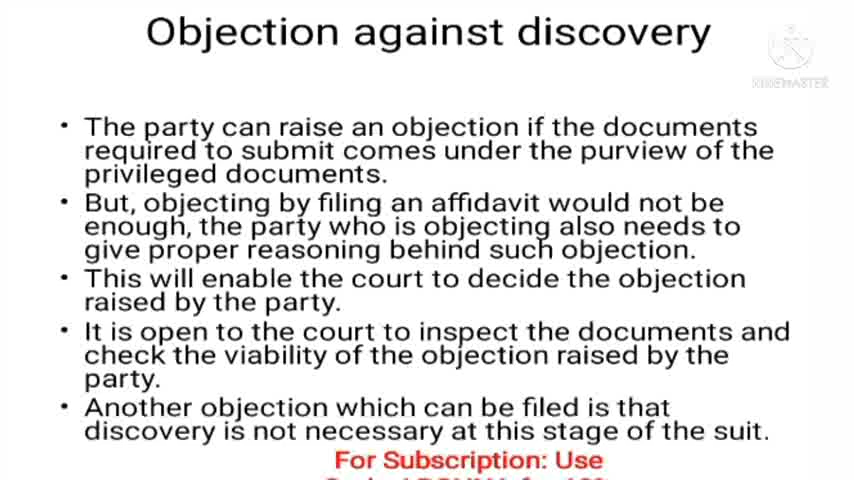 Objection against discovery
KINEMASTER
• The party can raise an objection if the documents
required to submit comes under the purview of the
privileged documents.
• But, objecting by filing an affidavit would not be
enough, the party who is objecting also needs to
give proper reasoning behind such objection.
• This will enable the court to decide the objection
raised by the party.
• It is open to the court to inspect the documents and
check the viability of the objection raised by the
party.
• Another objection which can be filed is that
discovery is not necessary at this stage of the suit.
For Subscription: Use